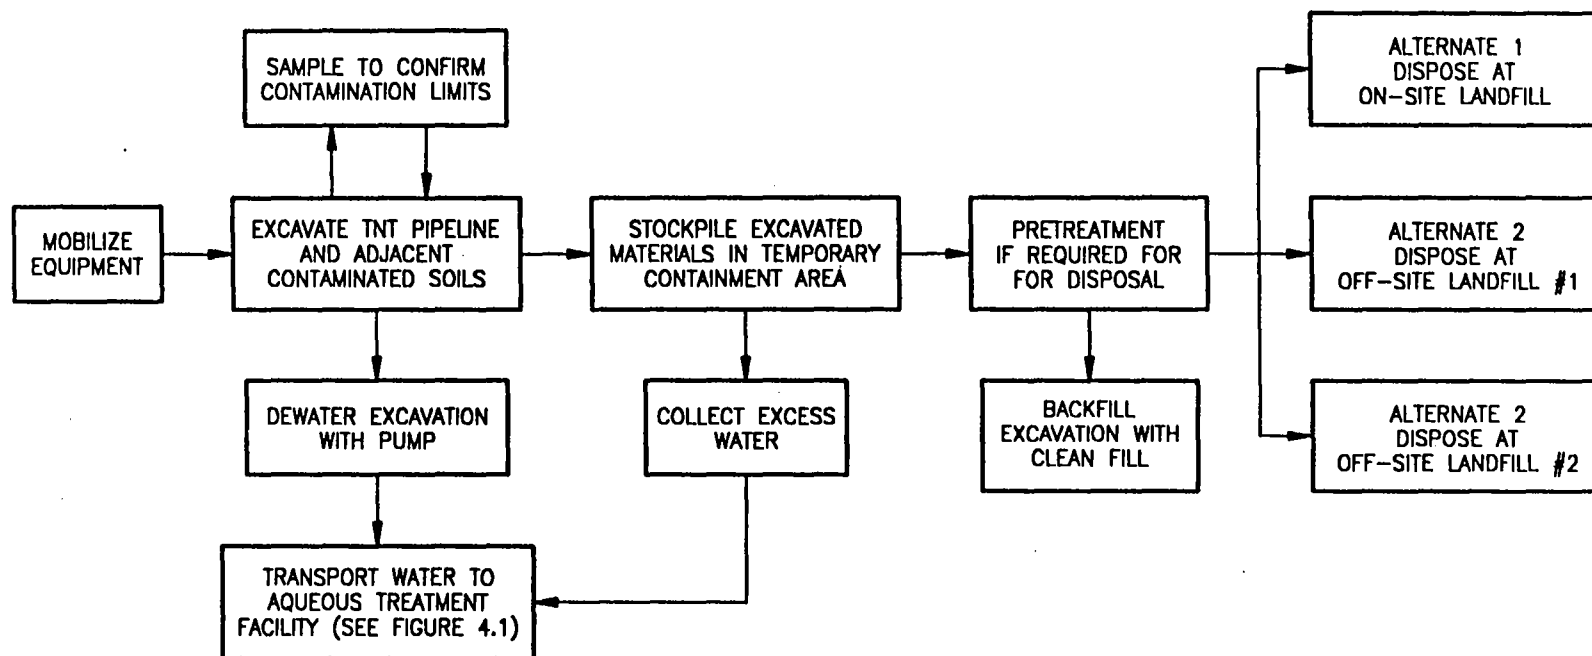 SAMPLE TO CONFIRM
CONTAMINATION LIMITS
MOBILIZE
EQUIPMENT
EXCAVATE TNT PIPELINE
AND ADJACENT
CONTAMINATED SOILS
STOCKPILE EXCAVATED
MATERIALS IN TEMPORARY
CONTAINMENT AREA
PRETREATMENT
IF REQUIRED FOR
FOR DISPOSAL
ALTERNATE 1
DISPOSE AT
ON-SITE LANDFILL
ALTERNATE 2
DISPOSE AT
OFF-SITE LANDFILL #1
ALTERNATE 2
DISPOSE AT
OFF-SITE LANDFILL #2
DEWATER EXCAVATION
WITH PUMP
COLLECT EXCESS
WATER
BACKFILL
EXCAVATION WITH
CLEAN FILL
TRANSPORT WATER TO
AQUEOUS TREATMENT
FACILITY (SEE FIGURE 4.1)